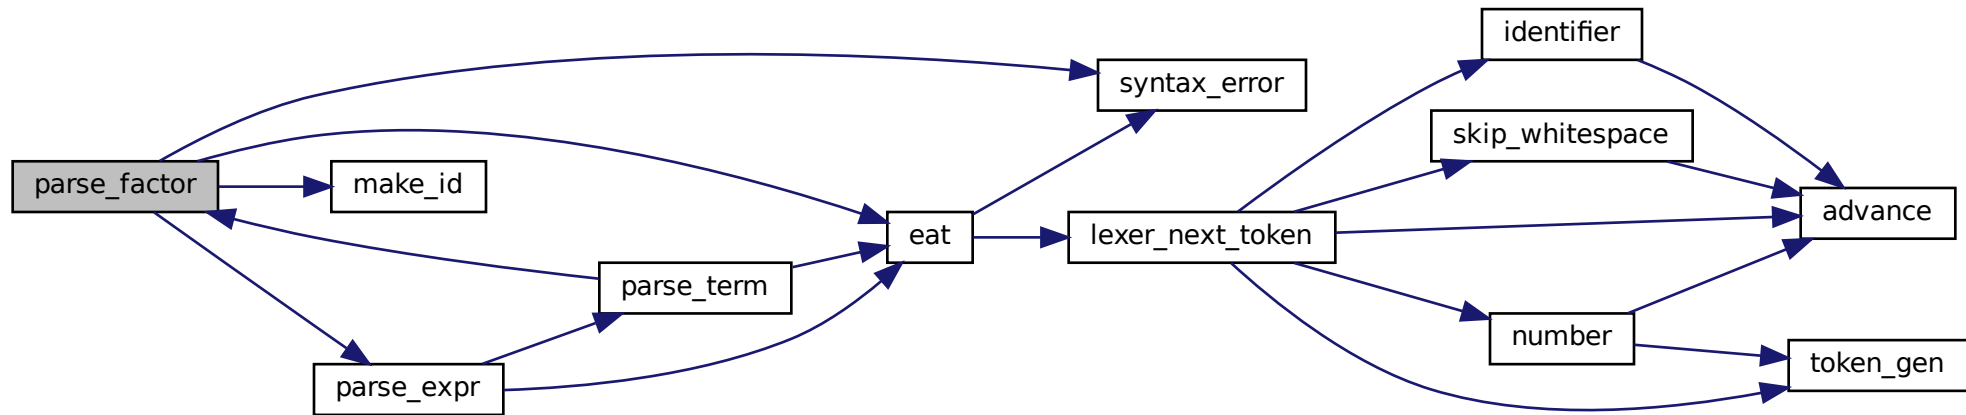 identifier
syntax_error
skip_whitespace
parse_factor
make_id
advance
eat
lexer_next_token
parse_term
number
token_gen
parse_expr